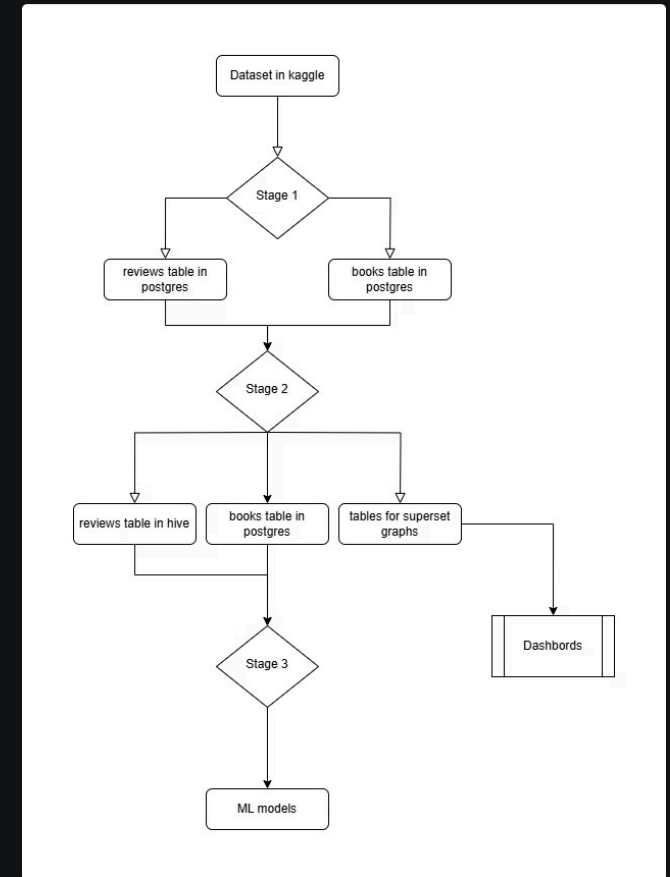 Dataset in kaggle
Stage 1
reviews table in
postgres
books table in
postgres
Stage 2
reviews table in hive
books table in
postgres
tables for superset
graphs
Dashbords
Stage 3
ML models